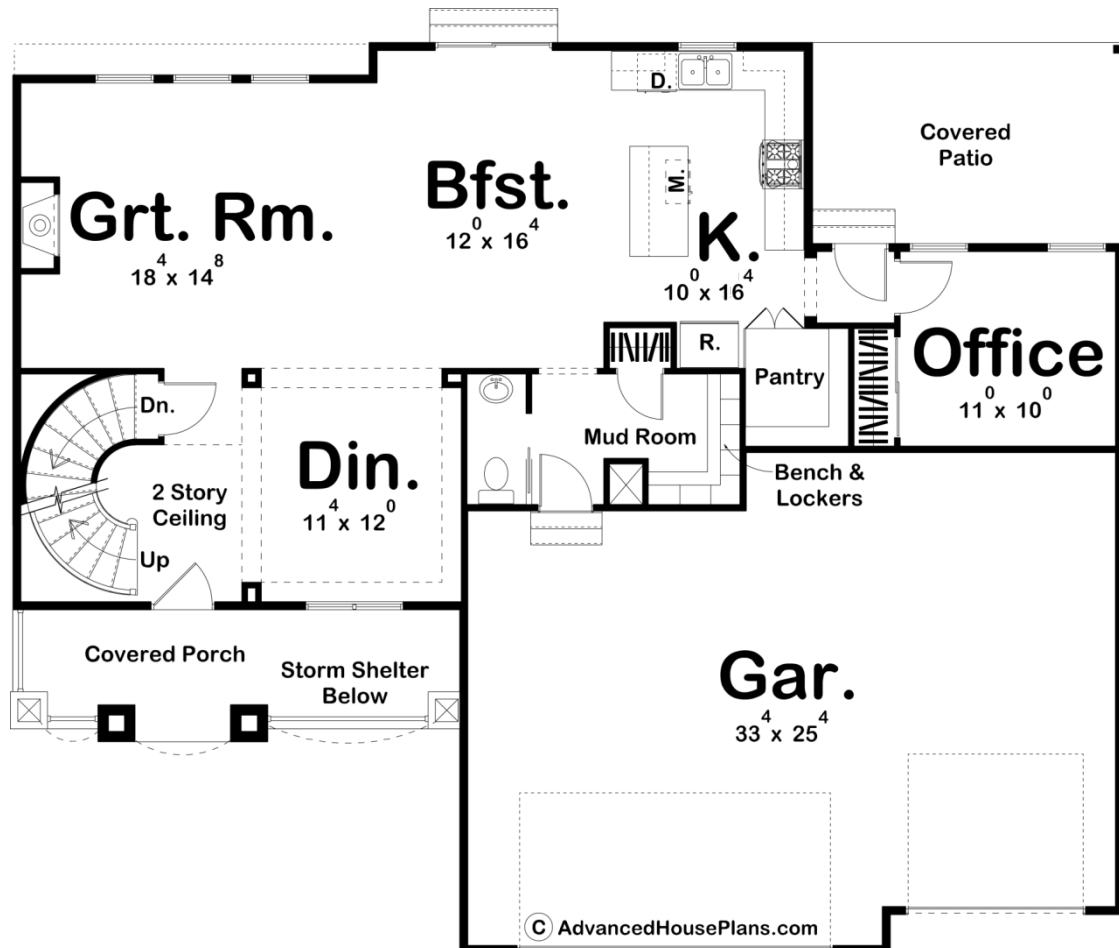 D.
Covered
Patio
Grt. Rm.
18⁴ x 14⁸
Bfst.
12⁰ x 16⁴
M.
K.
10⁰ x 16⁴
R.
Pantry
Office
11⁰ x 10⁰
Dn.
2 Story
Ceiling
Up
Din.
11⁴ x 12⁰
Mud Room
Bench &
Lockers
Covered Porch
Storm Shelter
Below
Gar.
33⁴ x 25⁴
© AdvancedHousePlans.com